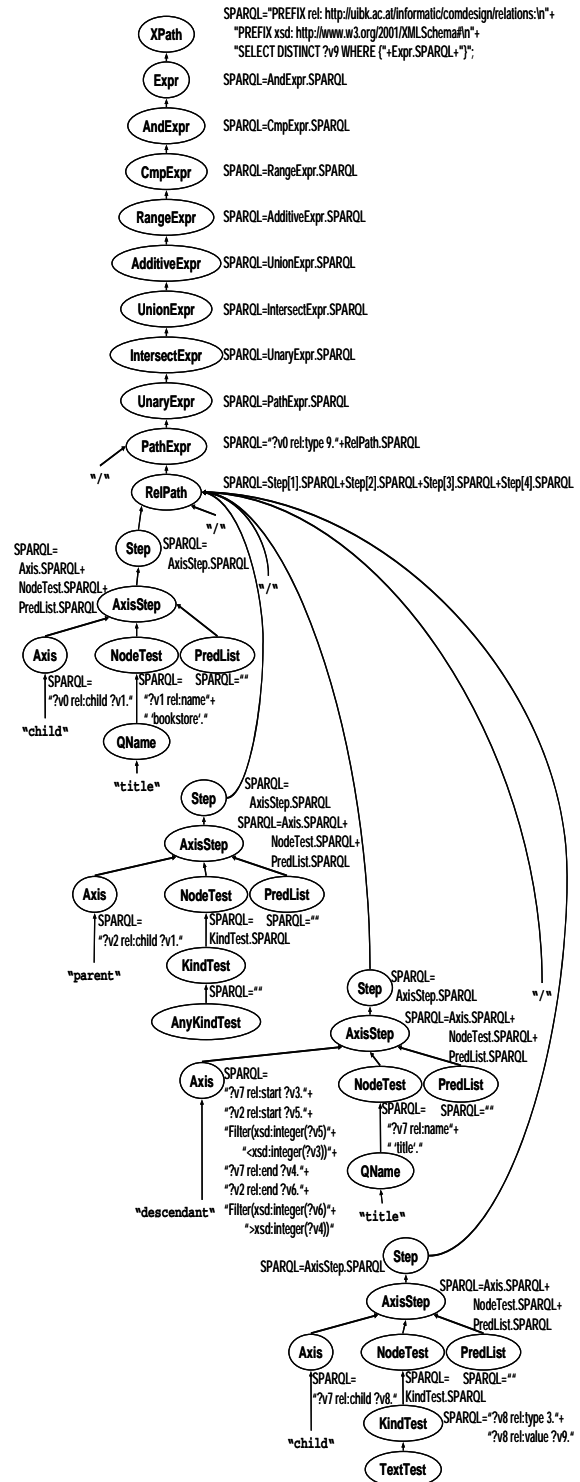 SPARQL="PREFIX rel: http://uibk.ac.at/informatic/comdesign/relations:\n"+
"PREFIX xsd: http://www.w3.org/2001/XMLSchema#\n"+
"SELECT DISTINCT ?v9 WHERE {"+Expr.SPARQL+"}";
XPath
Expr
SPARQL=AndExpr.SPARQL
AndExpr
SPARQL=CmpExpr.SPARQL
CmpExpr
SPARQL=RangeExpr.SPARQL
RangeExpr
SPARQL=AdditiveExpr.SPARQL
AdditiveExpr
SPARQL=UnionExpr.SPARQL
UnionExpr
SPARQL=IntersectExpr.SPARQL
IntersectExpr
SPARQL=UnaryExpr.SPARQL
UnaryExpr
SPARQL=PathExpr.SPARQL
PathExpr
SPARQL="?v0 rel:type 9."+RelPath.SPARQL
"/"
RelPath
SPARQL=Step[1].SPARQL+Step[2].SPARQL+Step[3].SPARQL+Step[4].SPARQL
"/"
Step
SPARQL=
AxisStep.SPARQL
"/"
SPARQL=
Axis.SPARQL+
NodeTest.SPARQL+
PredList.SPARQL
AxisStep
Axis
NodeTest
PredList
SPARQL=
"?v0 rel:child ?v1."
SPARQL=
"?v1 rel:name"+
" 'bookstore'."
SPARQL=""
"child"
QName
"title"
Step
SPARQL=
AxisStep.SPARQL
AxisStep
SPARQL=Axis.SPARQL+
NodeTest.SPARQL+
PredList.SPARQL
Axis
NodeTest
PredList
SPARQL=
"?v2 rel:child ?v1."
SPARQL=
KindTest.SPARQL
SPARQL=""
"parent"
KindTest
SPARQL=""
AnyKindTest
Step
SPARQL=
AxisStep.SPARQL
"/"
AxisStep
SPARQL=Axis.SPARQL+
NodeTest.SPARQL+
PredList.SPARQL
Axis
SPARQL=
"?v7 rel:start ?v3."+
"?v2 rel:start ?v5."+
"Filter(xsd:integer(?v5)"+
"<xsd:integer(?v3))"+
"?v7 rel:end ?v4."+
"?v2 rel:end ?v6."+
"Filter(xsd:integer(?v6)"+
">xsd:integer(?v4))"
NodeTest
PredList
SPARQL=
"?v7 rel:name"+
" 'title'."
SPARQL=""
QName
"descendant"
"title"
Step
SPARQL=AxisStep.SPARQL
AxisStep
SPARQL=Axis.SPARQL+
NodeTest.SPARQL+
PredList.SPARQL
Axis
NodeTest
PredList
SPARQL=
"?v7 rel:child ?v8."
SPARQL=
KindTest.SPARQL
SPARQL=""
"child"
KindTest
SPARQL="?v8 rel:type 3."+
"?v8 rel:value ?v9."
TextTest